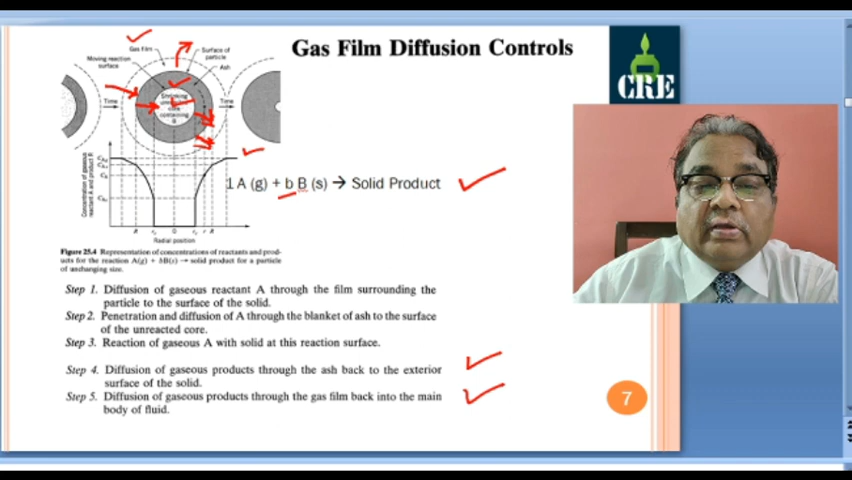 Gas Film Diffusion Controls
CRE
Gas film
Surface of particle
Moving reaction surface
Ash
Time
Shrinking
core
containing
B
Time
Concentration of gaseous reactant A and product R
R
0
R
Radial position
1 A (g) + b B (s) → Solid Product
Figure 25.4 Representation of concentrations of reactants and prod-
ucts for the reaction A(g) + bB(s) → solid product for a particle
of unchanging size.
Step 1. Diffusion of gaseous reactant A through the film surrounding the
particle to the surface of the solid.
Step 2. Penetration and diffusion of A through the blanket of ash to the surface
of the unreacted core.
Step 3. Reaction of gaseous A with solid at this reaction surface.
Step 4. Diffusion of gaseous products through the ash back to the exterior
surface of the solid.
Step 5. Diffusion of gaseous products through the gas film back into the main
body of fluid.
7